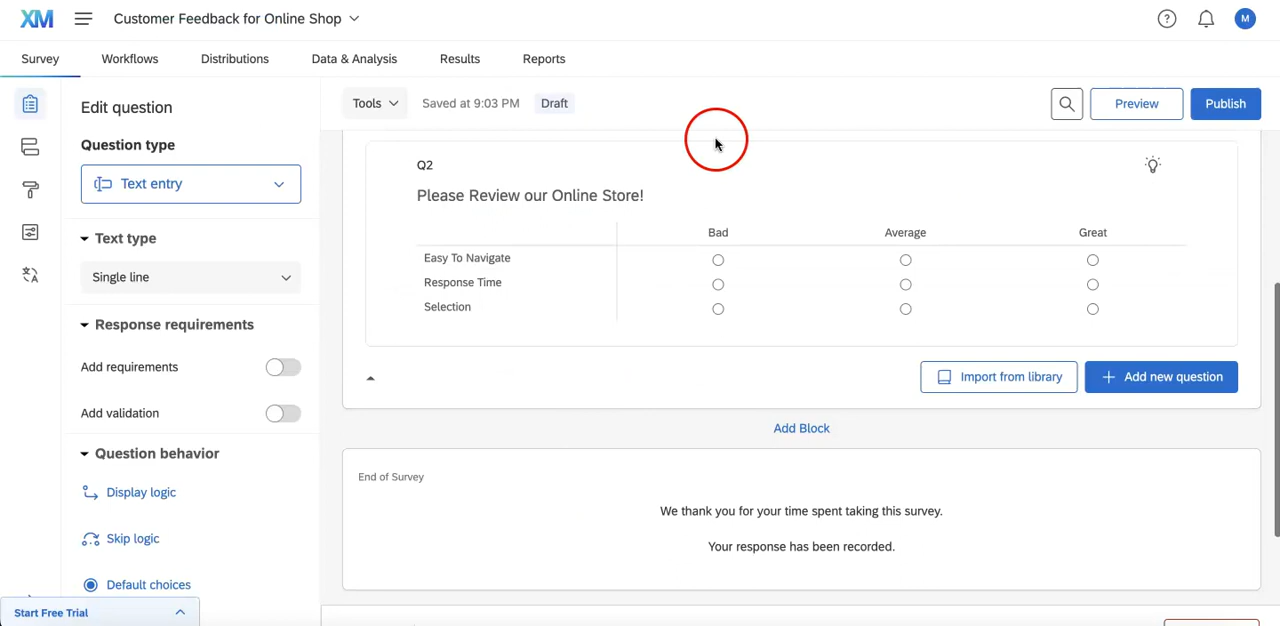 XM Customer Feedback for Online Shop M
Survey Workflows Distributions Data & Analysis Results Reports
Edit question
Tools Saved at 9:03 PM Draft Preview Publish
Question type
Text entry
Text type
Single line
Response requirements
Add requirements
Add validation
Question behavior
Display logic
Skip logic
Default choices
Start Free Trial
Q2
Please Review our Online Store!
Bad Average Great
Easy To Navigate
Response Time
Selection
Import from library Add new question
Add Block
End of Survey
We thank you for your time spent taking this survey.
Your response has been recorded.